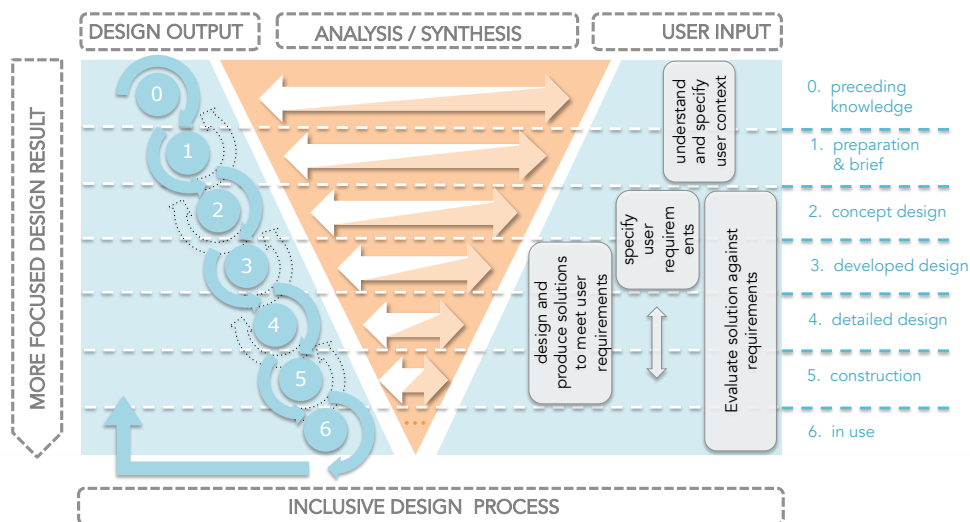 DESIGN OUTPUT
ANALYSIS / SYNTHESIS
USER INPUT
MORE FOCUSED DESIGN RESULT
0
1
2
3
4
5
6
...
understand
and specify
user context
specify
user
requirem
ents
design and
produce solutions
to meet user
requirements
Evaluate solution against
requirements
0. preceding
knowledge
1. preparation
& brief
2. concept design
3. developed design
4. detailed design
5. construction
6. in use
INCLUSIVE DESIGN PROCESS